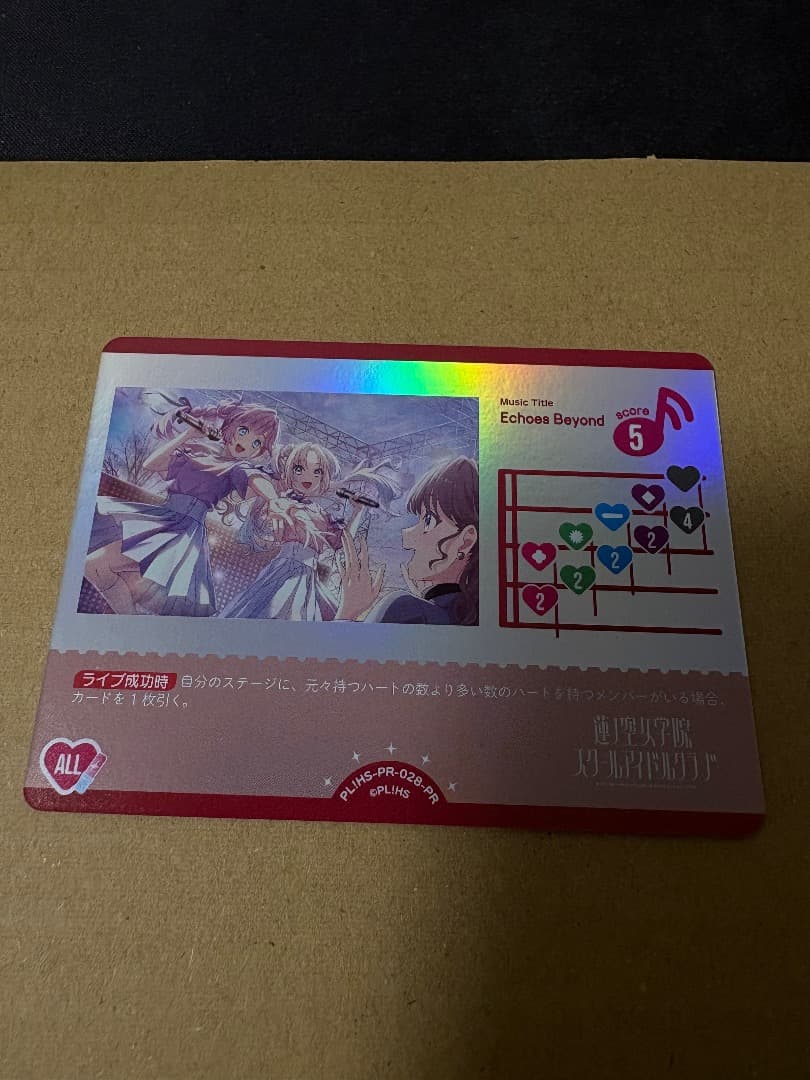 Music Title
Echoes Beyond
score
5
4
2
2
2
2
ライブ成功時 自分のステージに、元々持つハートの数より多い数のハートを持つメンバーがいる場合、
カードを1枚引く。
ALL
蓮ノ空女学院
スクールアイドルクラブ
PL!HS-PR-028-PR
©PL!HS